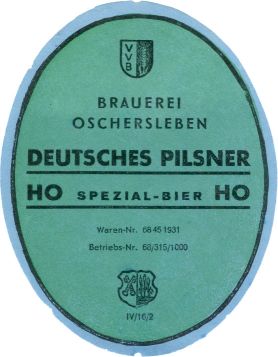 VVB
BRAUEREI
OSCHERSLEBEN
DEUTSCHES PILSNER
HO SPEZIAL-BIER HO
Waren-Nr. 68 45 1931
Betriebs-Nr. 68/315/1000
IV/16/2